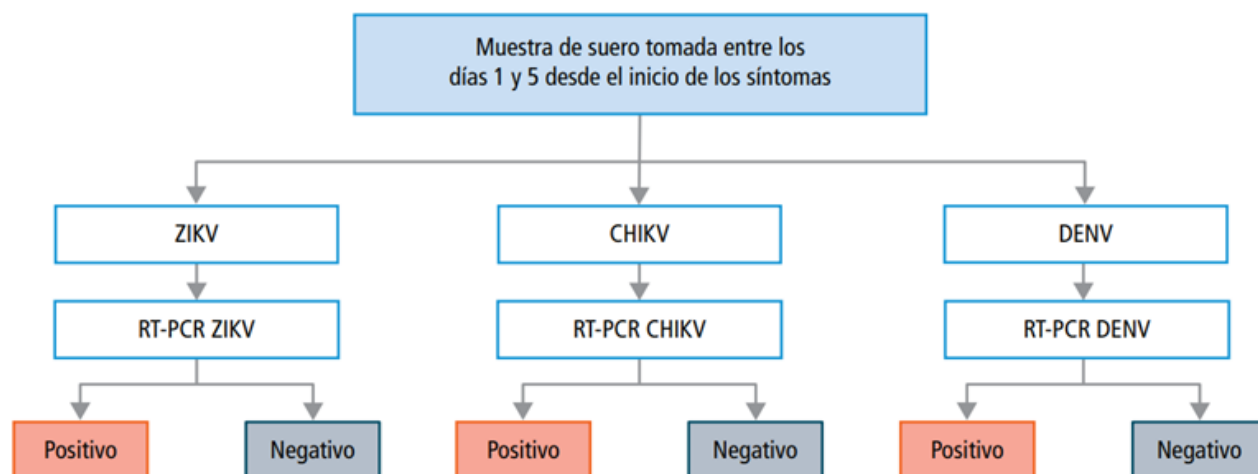 Muestra de suero tomada entre los
días 1 y 5 desde el inicio de los síntomas
ZIKV
CHIKV
DENV
RT-PCR ZIKV
RT-PCR CHIKV
RT-PCR DENV
Positivo
Negativo
Positivo
Negativo
Positivo
Negativo